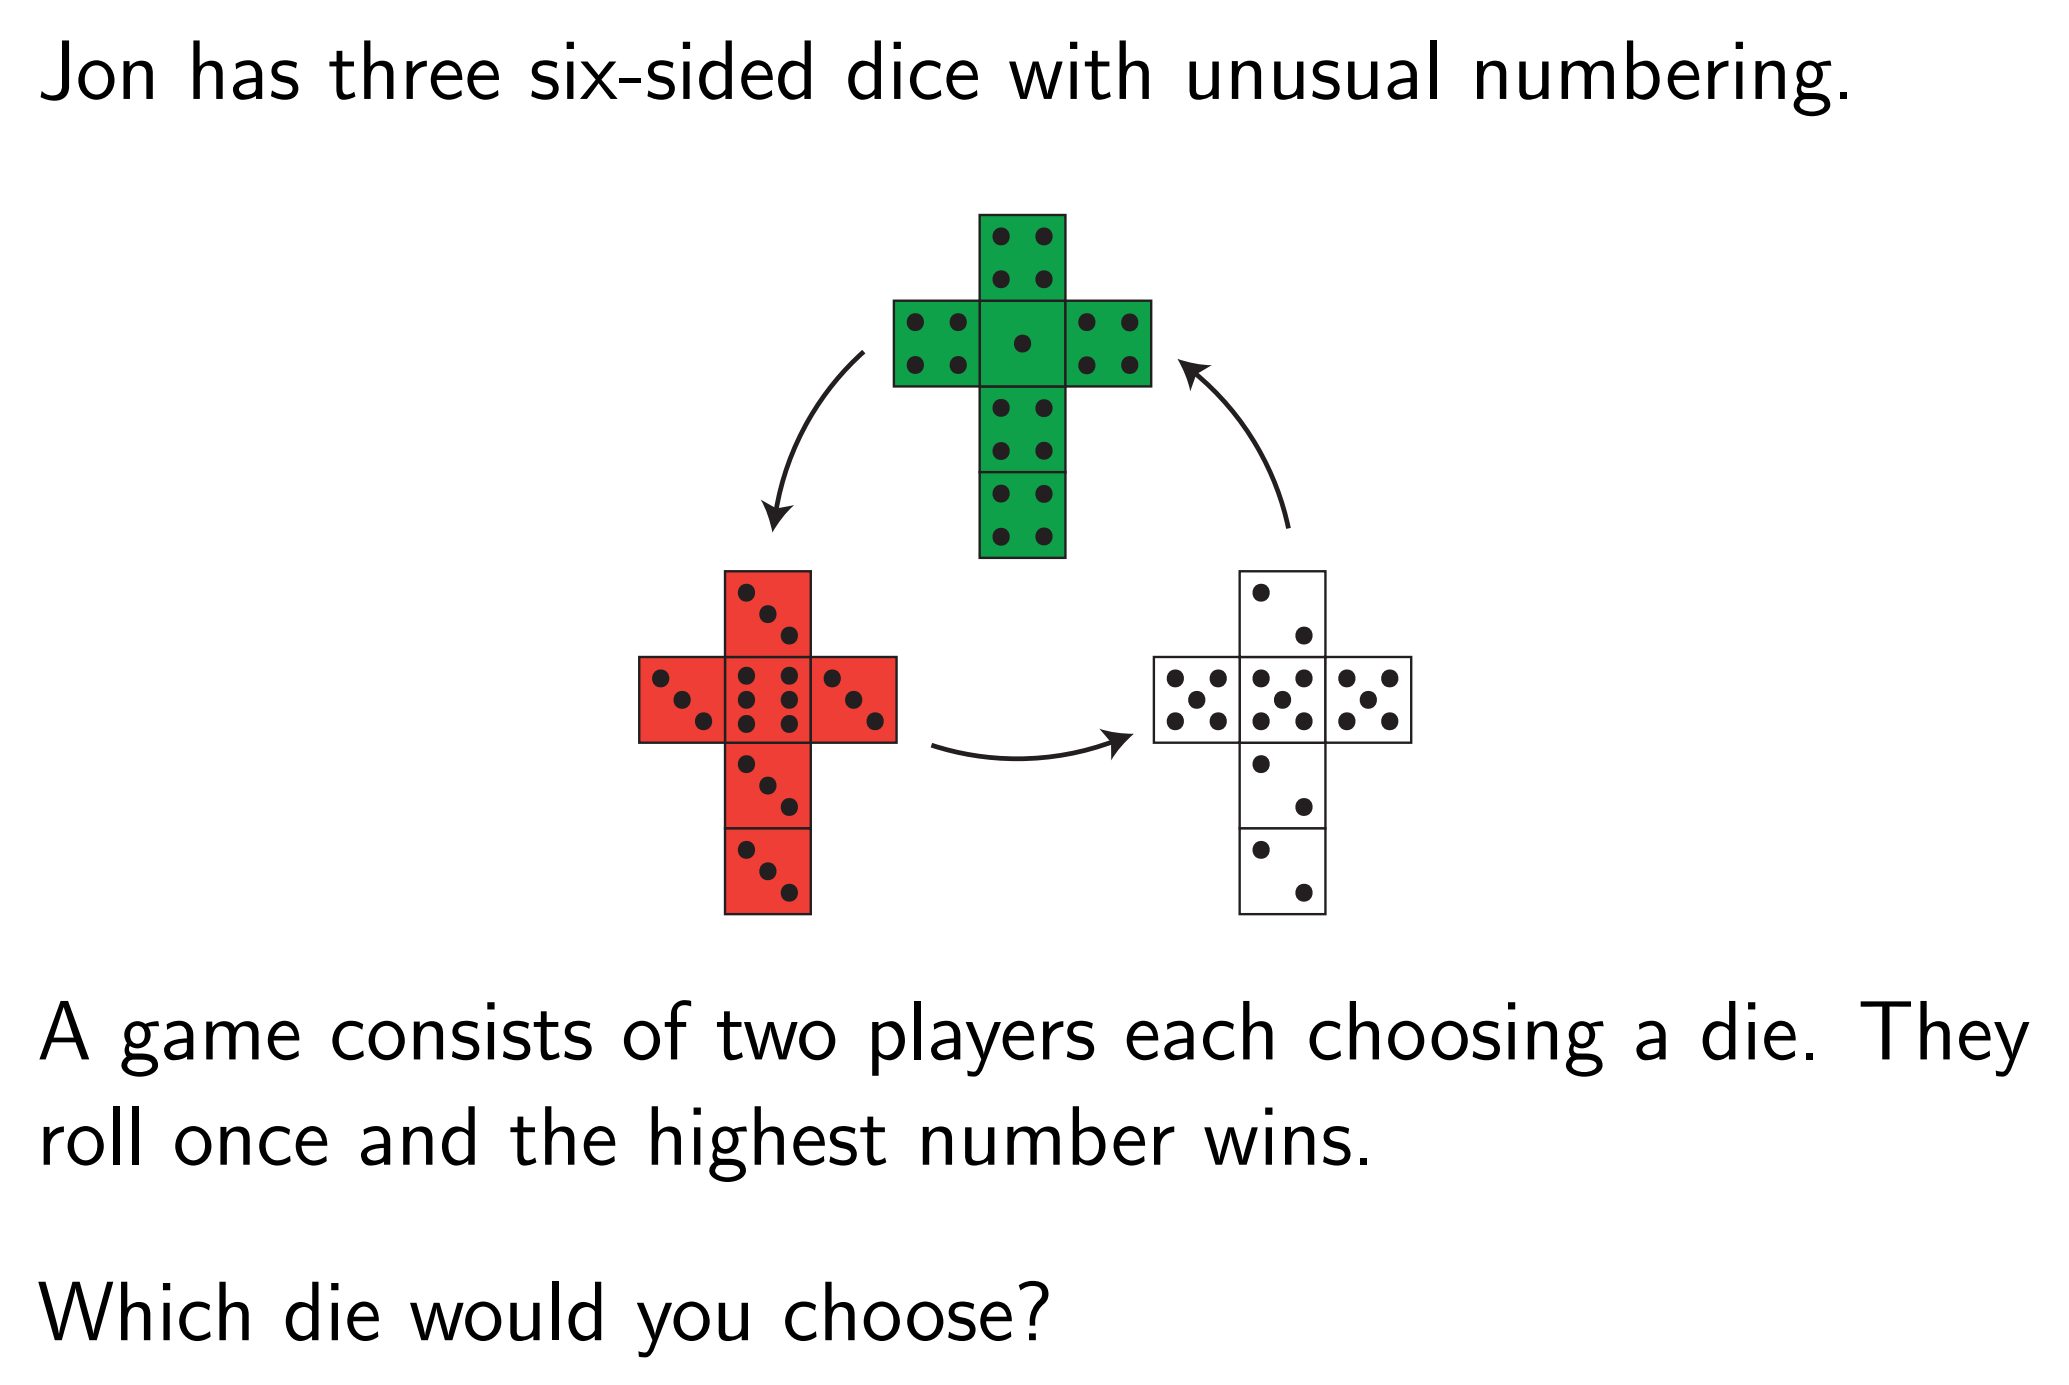 Jon has three six-sided dice with unusual numbering.
A game consists of two players each choosing a die. They
roll once and the highest number wins.
Which die would you choose?